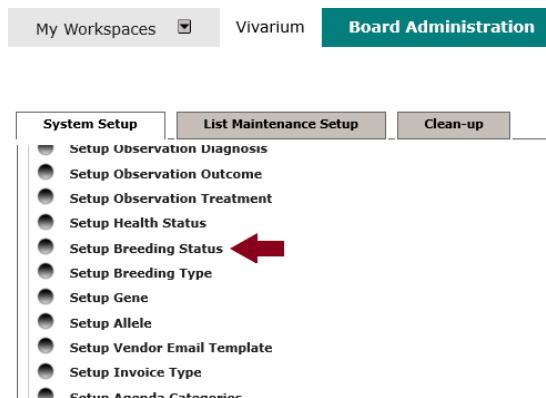 My Workspaces Vivarium Board Administration
System Setup List Maintenance Setup Clean-up
Setup Observation Diagnosis
Setup Observation Outcome
Setup Observation Treatment
Setup Health Status
Setup Breeding Status
Setup Breeding Type
Setup Gene
Setup Allele
Setup Vendor Email Template
Setup Invoice Type
Setup Agenda Categories